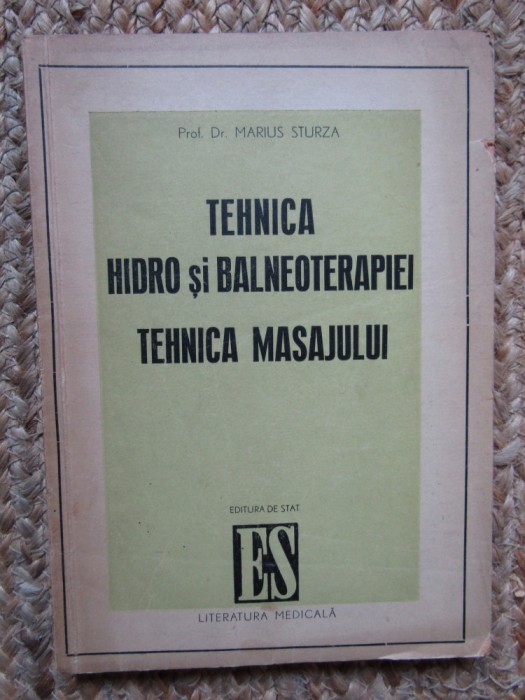 Prof. Dr. MARIUS STURZA
TEHNICA
HIDRO și BALNEOTERAPIEI
TEHNICA MASAJULUI
EDITURA DE STAT
ES
LITERATURA MEDICALĂ